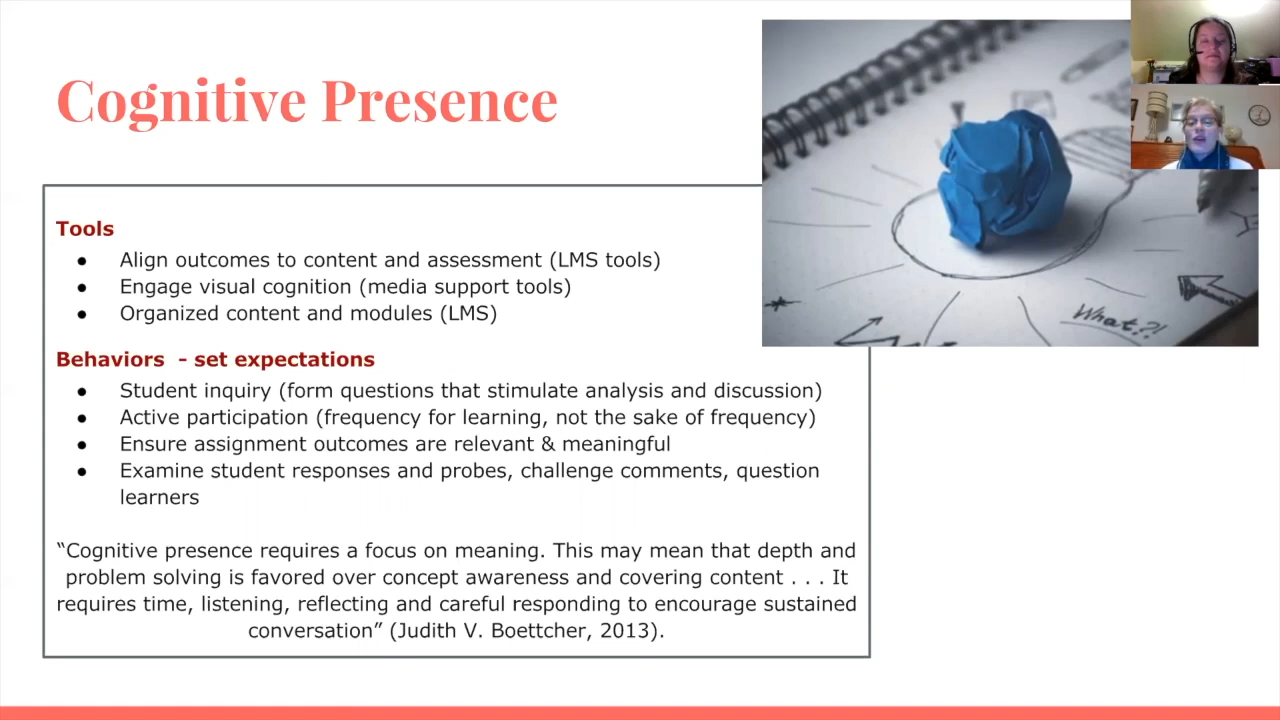 Cognitive Presence
Tools
● Align outcomes to content and assessment (LMS tools)
● Engage visual cognition (media support tools)
● Organized content and modules (LMS)
Behaviors - set expectations
● Student inquiry (form questions that stimulate analysis and discussion)
● Active participation (frequency for learning, not the sake of frequency)
● Ensure assignment outcomes are relevant & meaningful
● Examine student responses and probes, challenge comments, question
learners
“Cognitive presence requires a focus on meaning. This may mean that depth and
problem solving is favored over concept awareness and covering content . . . It
requires time, listening, reflecting and careful responding to encourage sustained
conversation” (Judith V. Boettcher, 2013).
What?!